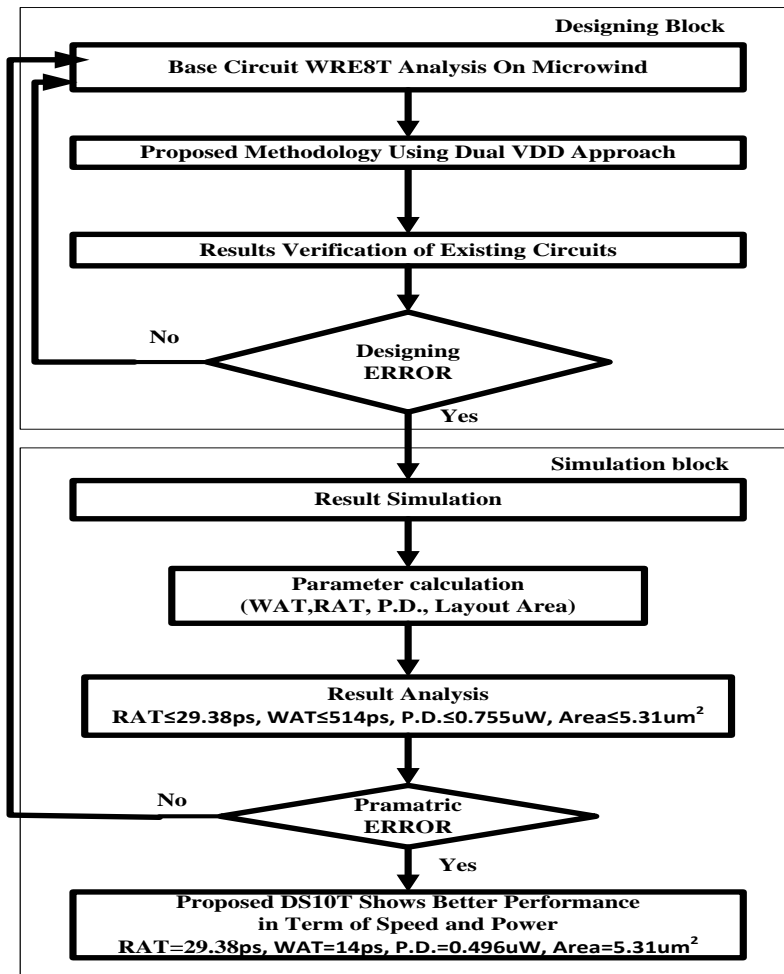 Designing Block
Base Circuit WRE8T Analysis On Microwind
Proposed Methodology Using Dual VDD Approach
Results Verification of Existing Circuits
No
Designing
ERROR
Yes
Simulation block
Result Simulation
Parameter calculation
(WAT,RAT, P.D., Layout Area)
Result Analysis
RAT≤29.38ps, WAT≤514ps, P.D.≤0.755uW, Area≤5.31um²
No
Pramatric
ERROR
Yes
Proposed DS10T Shows Better Performance
in Term of Speed and Power
RAT=29.38ps, WAT=14ps, P.D.=0.496uW, Area=5.31um²